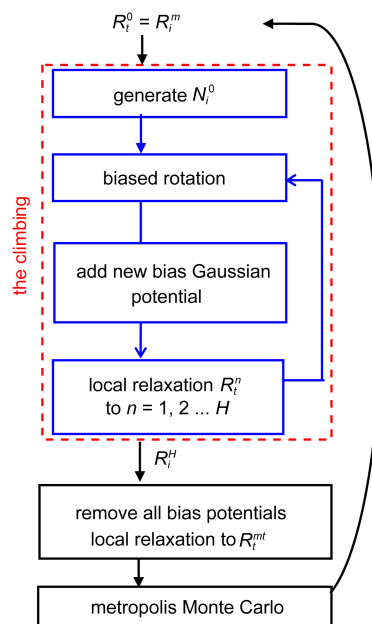 R_t^0 = R_i^m
the climbing
generate N_i^0
biased rotation
add new bias Gaussian
potential
local relaxation R_t^n
to n = 1, 2 ... H
R_i^H
remove all bias potentials
local relaxation to R_t^mt
metropolis Monte Carlo